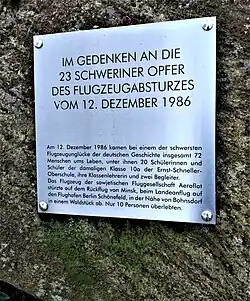 IM GEDENKEN AN DIE
23 SCHWERINER OPFER
DES FLUGZEUGABSTURZES
VOM 12. DEZEMBER 1986
Am 12. Dezember 1986 kamen bei einem der schwersten
Flugzeugunglücke der deutschen Geschichte insgesamt 72
Menschen ums Leben, unter ihnen 20 Schülerinnen und
Schüler der damaligen Klasse 10a der Ernst-Schneller-
Oberschule, ihre Klassenlehrerin und zwei Begleiter.
Das Flugzeug der sowjetischen Fluggesellschaft Aeroflot
stürzte auf dem Rückflug von Minsk, beim Landeanflug auf
den Flughafen Berlin Schönefeld, in der Nähe von Bohnsdorf
in einem Waldstück ab. Nur 10 Personen überlebten.